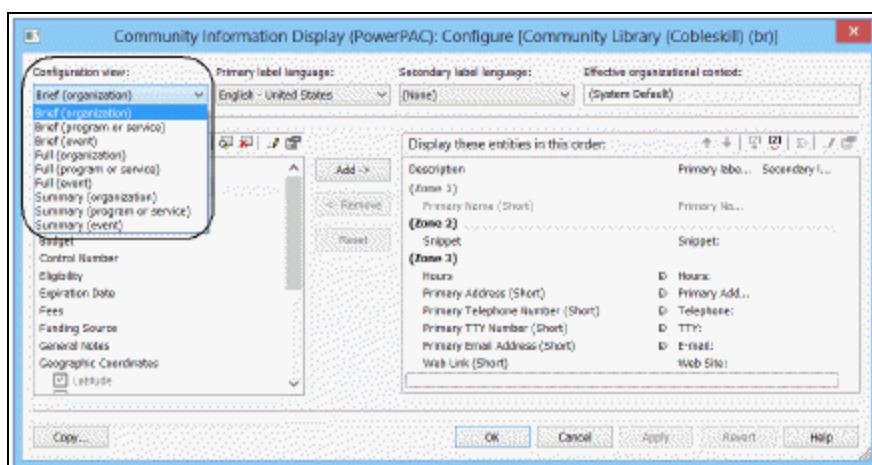 Community Information Display (PowerPAC): Configure [Community Library (Cobleskill) (br)]
Configuration view: Primary label language: Secondary label language: Effective organizational context:
Brief (organization) English - United States (None) (System Default)
Brief (organization)
Brief (program or service)
Brief (event)
Full (organization)
Full (program or service)
Full (event)
Summary (organization)
Summary (program or service)
Summary (event)
Budget
Control Number
Eligibility
Expiration Date
Fees
Funding Source
General Notes
Geographic Coordinates
Latitude
Add ->
<- Remove
Reset
Display these entities in this order:
Description Primary labe... Secondary l...
(Zone 1)
Primary Name (Short) Primary Na...
(Zone 2)
Snippet Snippet:
(Zone 3)
Hours Hours:
Primary Address (Short) Primary Add...
Primary Telephone Number (Short) Telephone:
Primary TTY Number (Short) TTY:
Primary Email Address (Short) E-mail:
Web Link (Short) Web Site:
Copy... OK Cancel Apply Revert Help